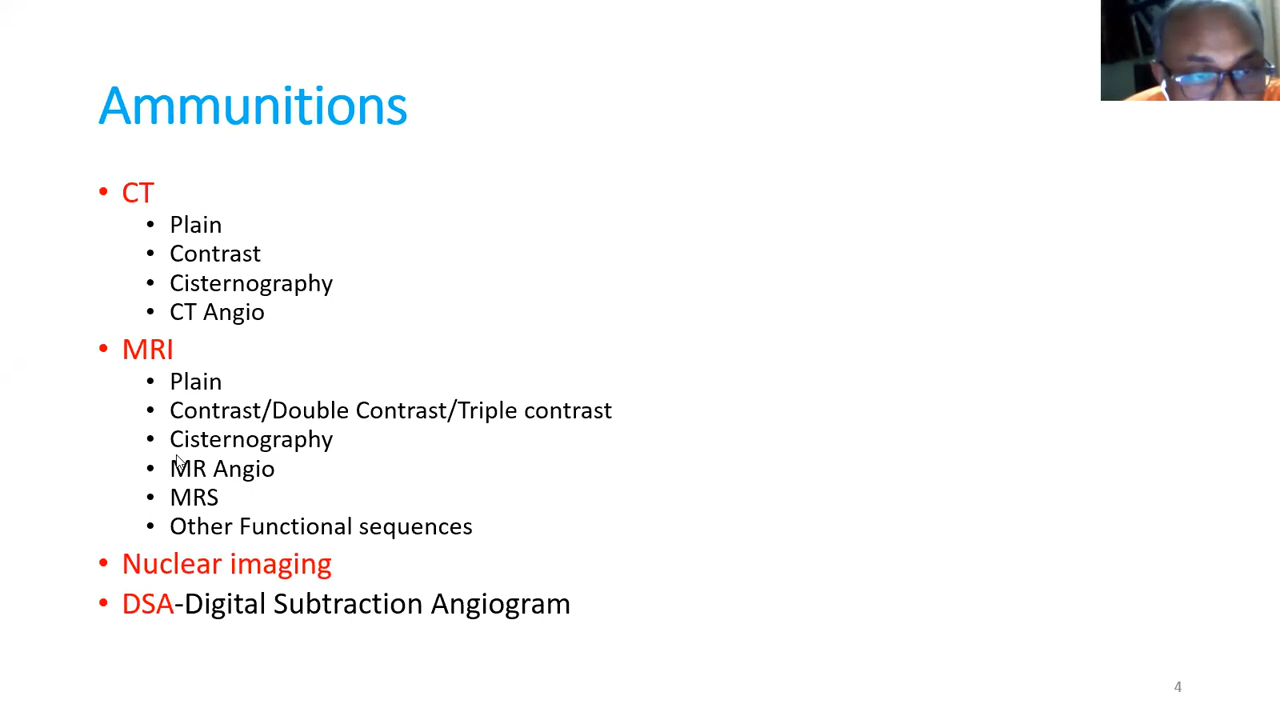 Ammunitions
• CT
• Plain
• Contrast
• Cisternography
• CT Angio
• MRI
• Plain
• Contrast/Double Contrast/Triple contrast
• Cisternography
• MR Angio
• MRS
• Other Functional sequences
• Nuclear imaging
• DSA-Digital Subtraction Angiogram
4